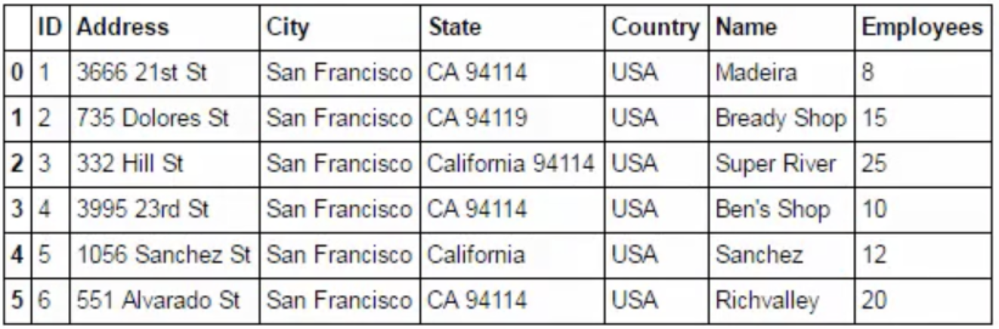 ID Address City State Country Name Employees
0 1 3666 21st St San Francisco CA 94114 USA Madeira 8
1 2 735 Dolores St San Francisco CA 94119 USA Bready Shop 15
2 3 332 Hill St San Francisco California 94114 USA Super River 25
3 4 3995 23rd St San Francisco CA 94114 USA Ben's Shop 10
4 5 1056 Sanchez St San Francisco California USA Sanchez 12
5 6 551 Alvarado St San Francisco CA 94114 USA Richvalley 20